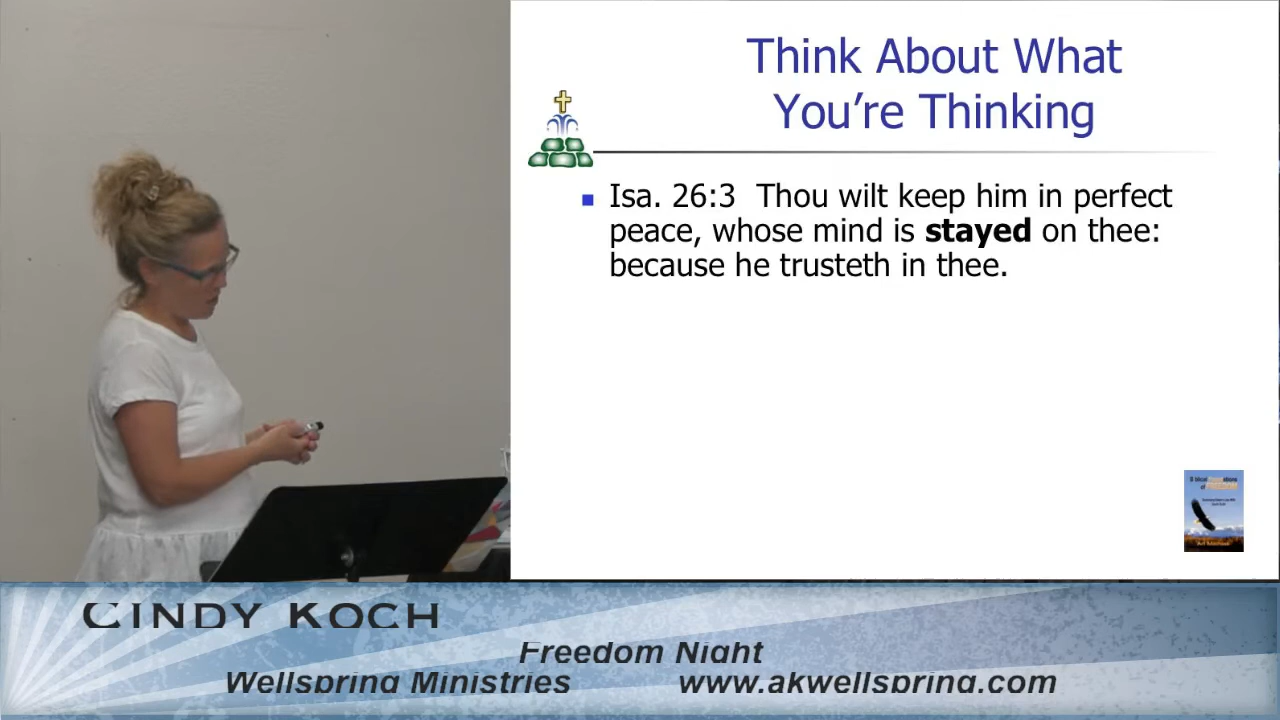 Think About What
You're Thinking
Isa. 26:3 Thou wilt keep him in perfect
peace, whose mind is stayed on thee:
because he trusteth in thee.
of
CINDY KOCH
Freedom Night
Wellspring Ministries www.akwellspring.com